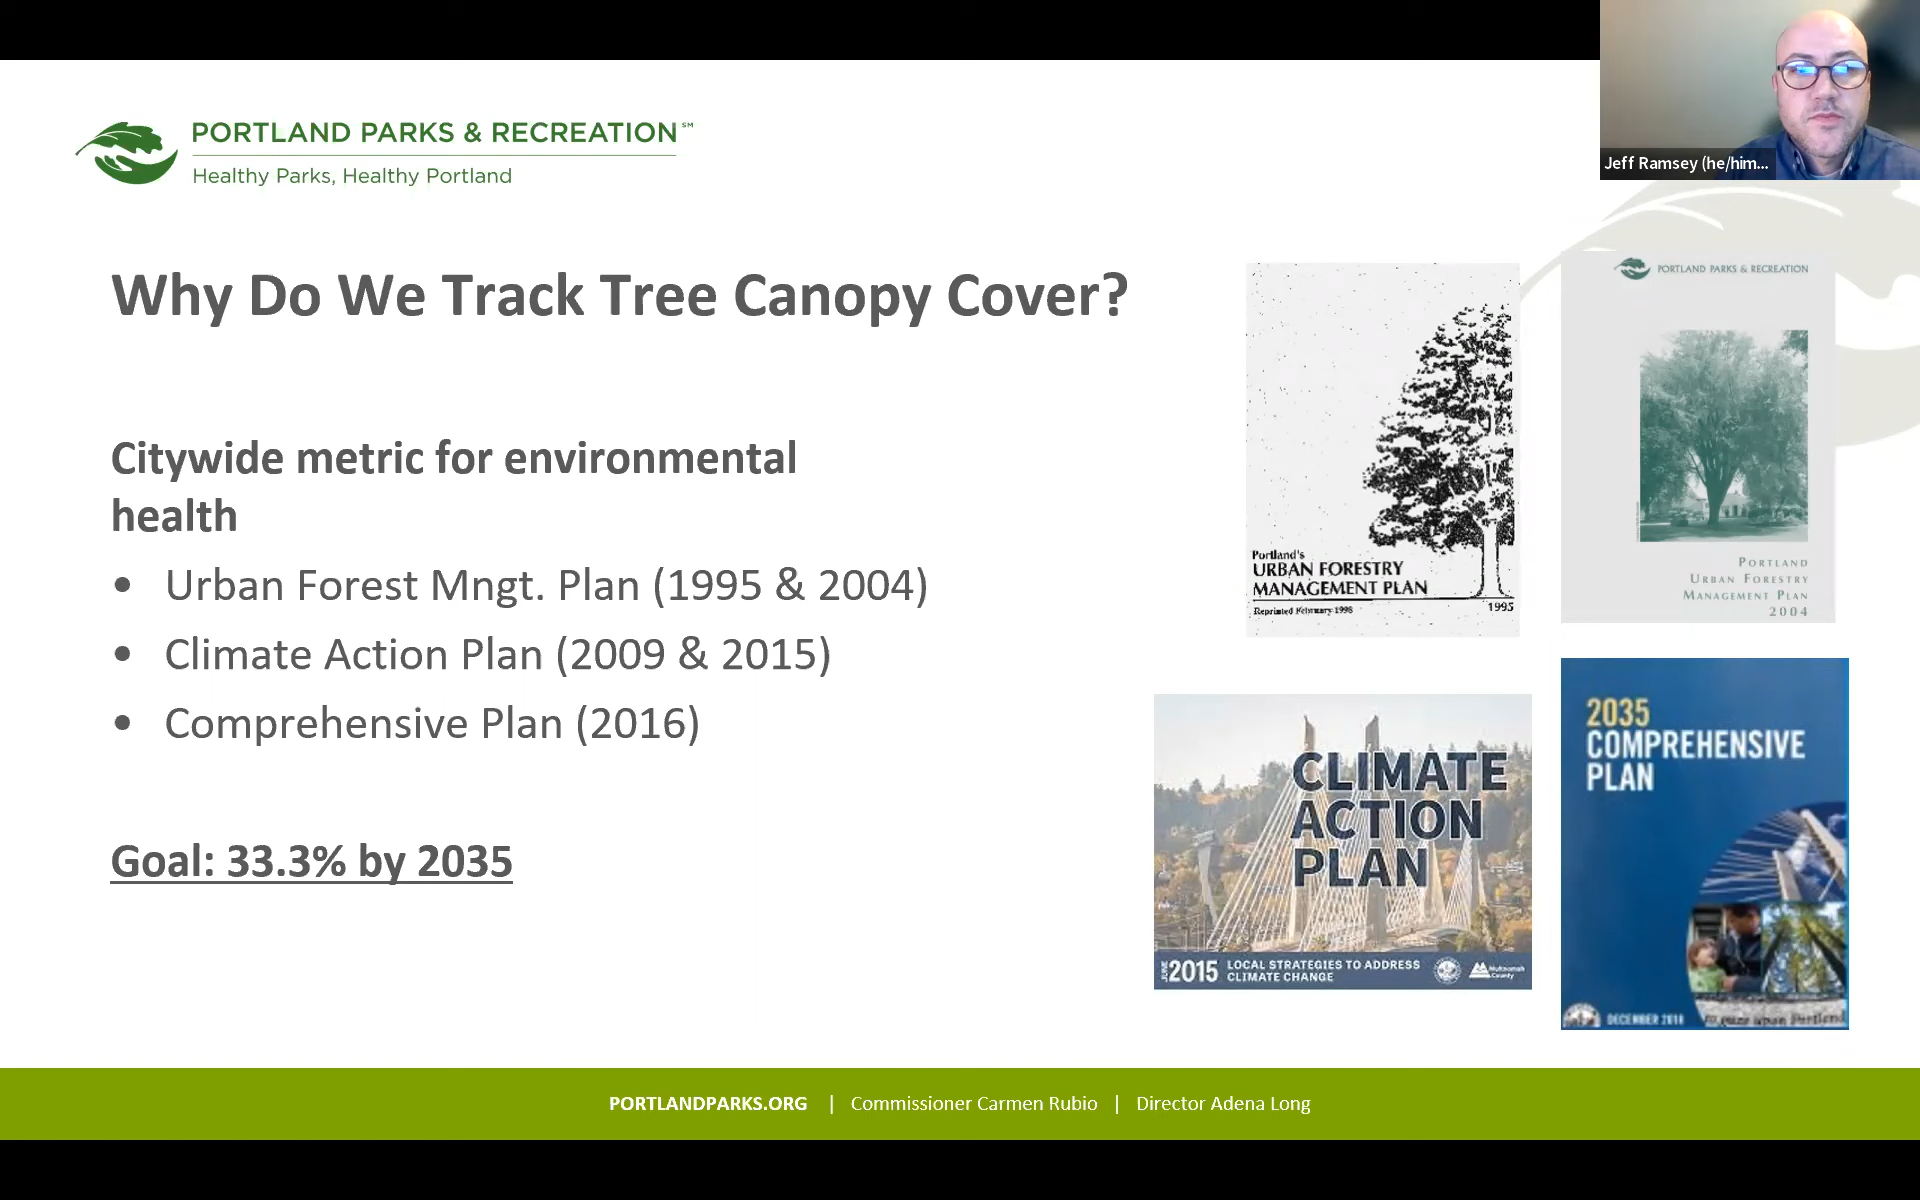 Jeff Ramsey (he/him...
PORTLAND PARKS & RECREATION℠
Healthy Parks, Healthy Portland
Why Do We Track Tree Canopy Cover?
Citywide metric for environmental
health
• Urban Forest Mngt. Plan (1995 & 2004)
• Climate Action Plan (2009 & 2015)
• Comprehensive Plan (2016)
Goal: 33.3% by 2035
Portland's
URBAN FORESTRY
MANAGEMENT PLAN
Reprinted February 1998
1995
PORTLAND PARKS & RECREATION
PORTLAND
URBAN FORESTRY
MANAGEMENT PLAN
2004
CLIMATE
ACTION
PLAN
JUNE 2015 LOCAL STRATEGIES TO ADDRESS
CLIMATE CHANGE
Multnomah
County
2035
COMPREHENSIVE
PLAN
DECEMBER
PORTLANDPARKS.ORG | Commissioner Carmen Rubio | Director Adena Long